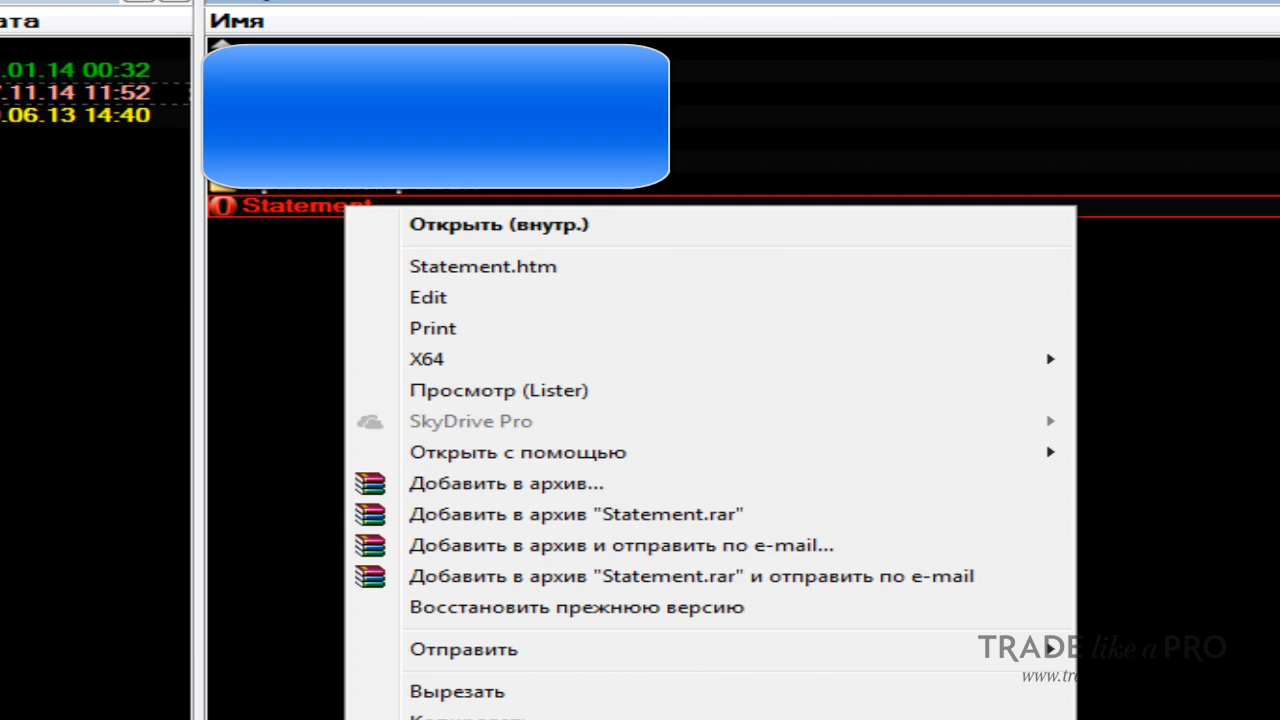 Имя
.01.14 00:32
.11.14 11:52
.06.13 14:40
Statement
Открыть (внутр.)
Statement.htm
Edit
Print
X64
Просмотр (Lister)
SkyDrive Pro
Открыть с помощью
Добавить в архив...
Добавить в архив "Statement.rar"
Добавить в архив и отправить по e-mail...
Добавить в архив "Statement.rar" и отправить по e-mail
Восстановить прежнюю версию
Отправить
TRADE like a PRO
Вырезать